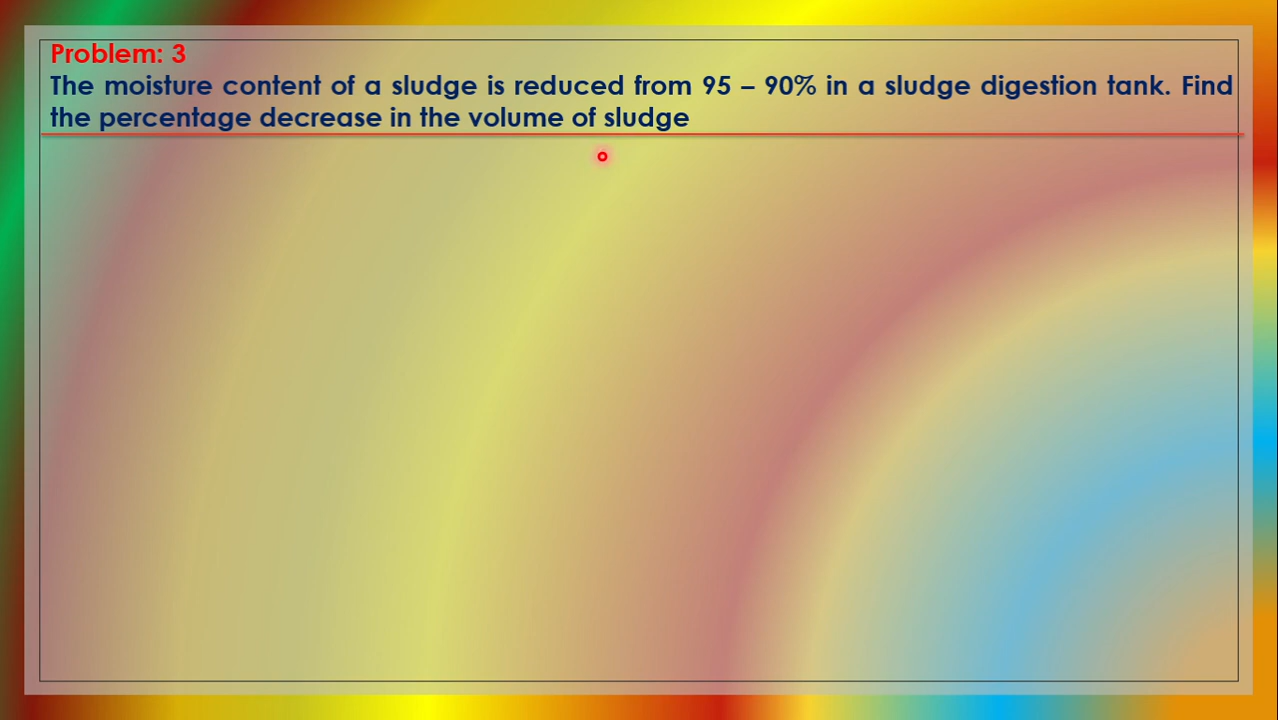 Problem: 3
The moisture content of a sludge is reduced from 95 – 90% in a sludge digestion tank. Find
the percentage decrease in the volume of sludge